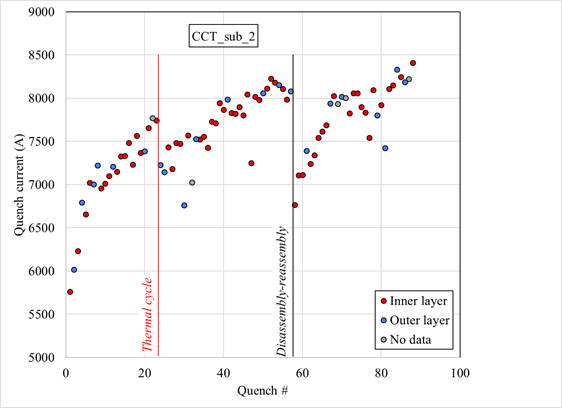 9000
8500
8000
7500
7000
6500
6000
5500
5000
Quench current (A)
CCT_sub_2
Thermal cycle
Disassembly-reassembly
Inner layer
Outer layer
No data
0 20 40 60 80 100
Quench #